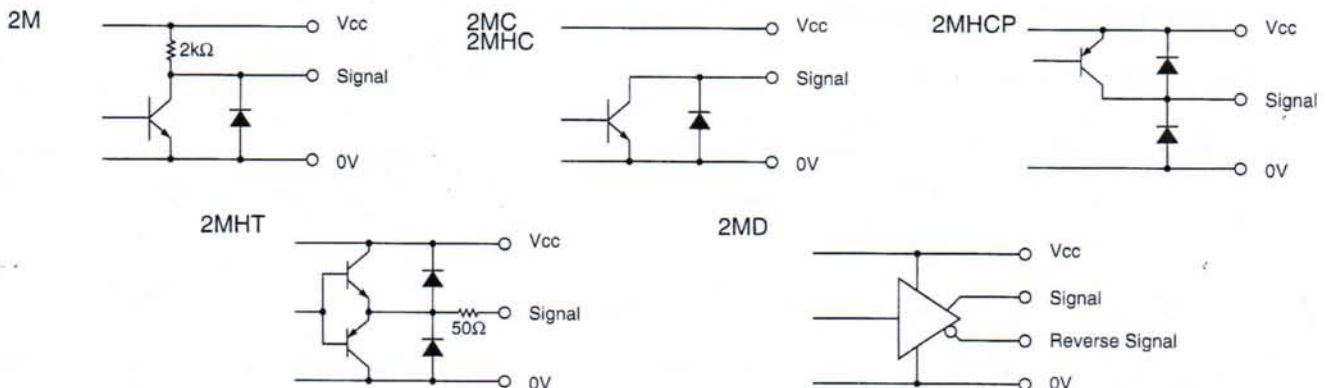 2M
Vcc
2kΩ
Signal
0V
2MC
2MHC
Vcc
Signal
0V
2MHCP
Vcc
Signal
0V
2MHT
Vcc
Signal
50Ω
0V
2MD
Vcc
Signal
Reverse Signal
0V